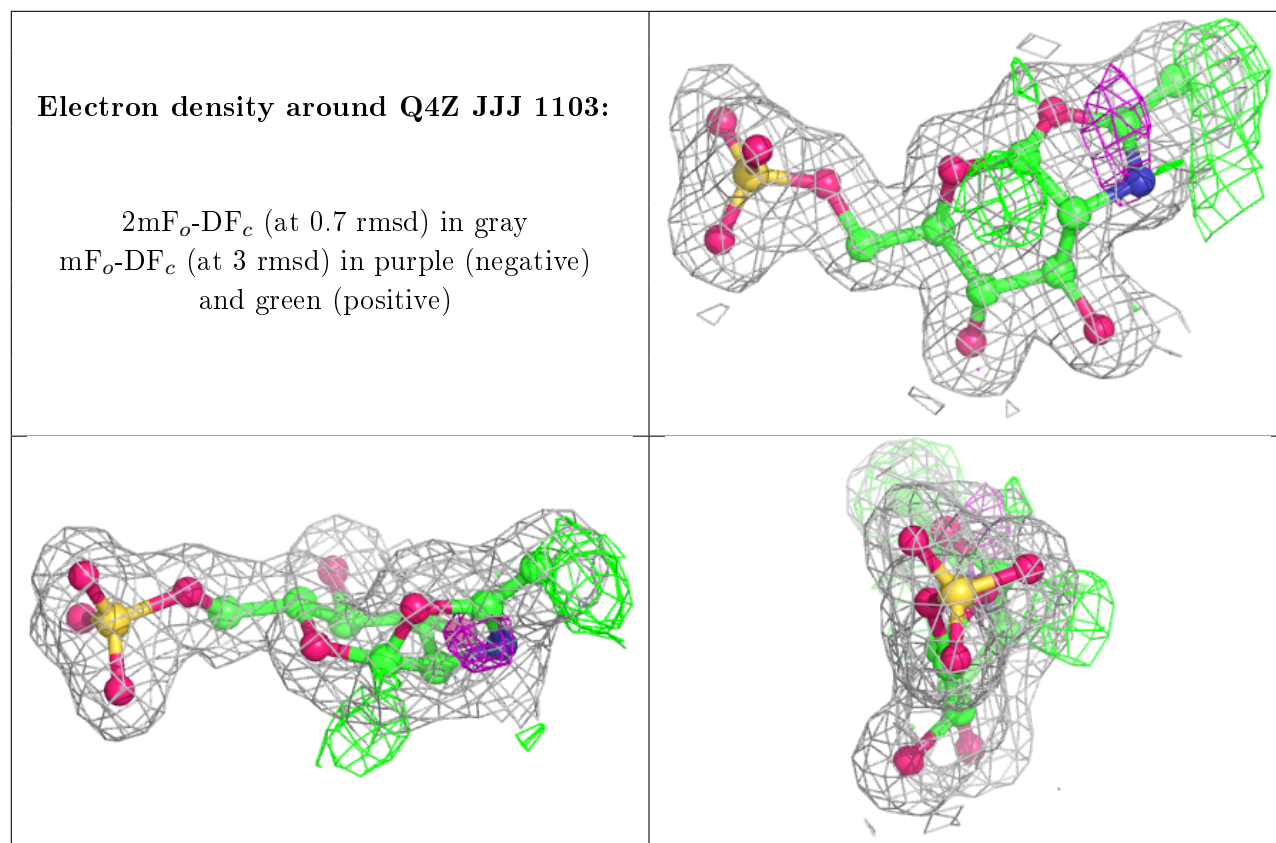 Electron density around Q4Z JJJ 1103:
2mFo-DFc (at 0.7 rmsd) in gray
mFo-DFc (at 3 rmsd) in purple (negative)
and green (positive)